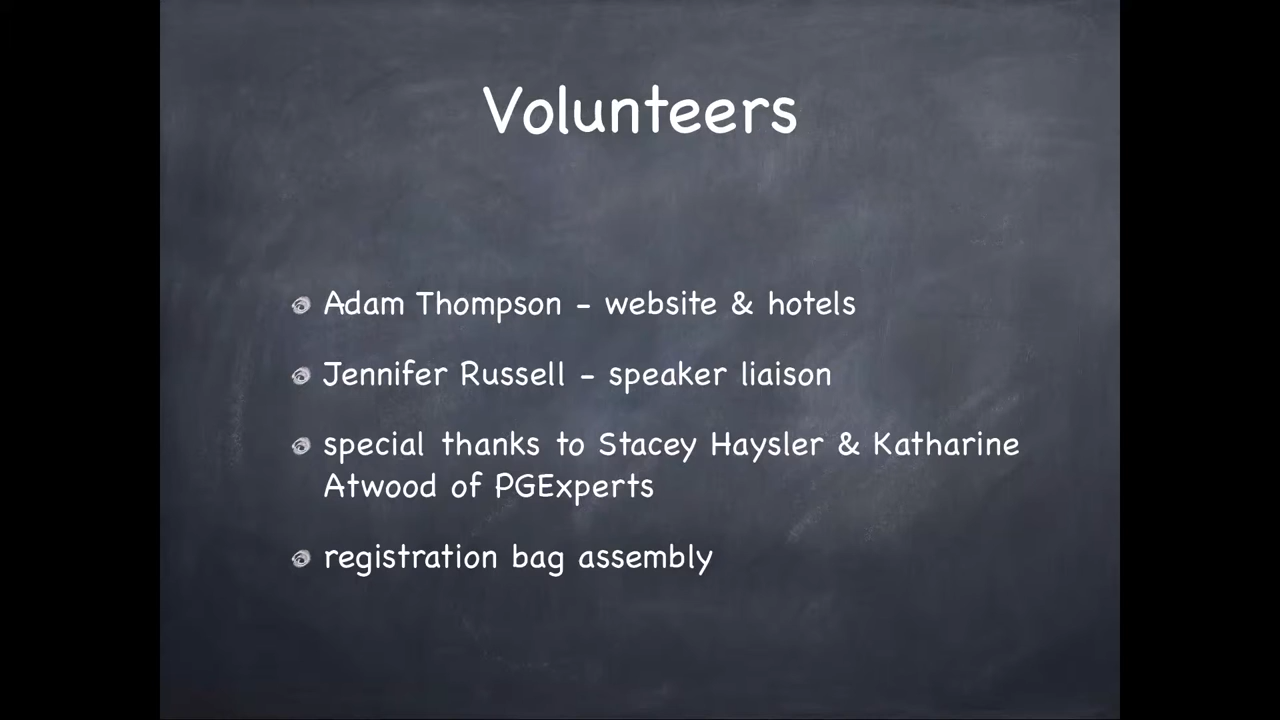 Volunteers
Adam Thompson - website & hotels
Jennifer Russell - speaker liaison
special thanks to Stacey Haysler & Katharine
Atwood of PGExperts
registration bag assembly